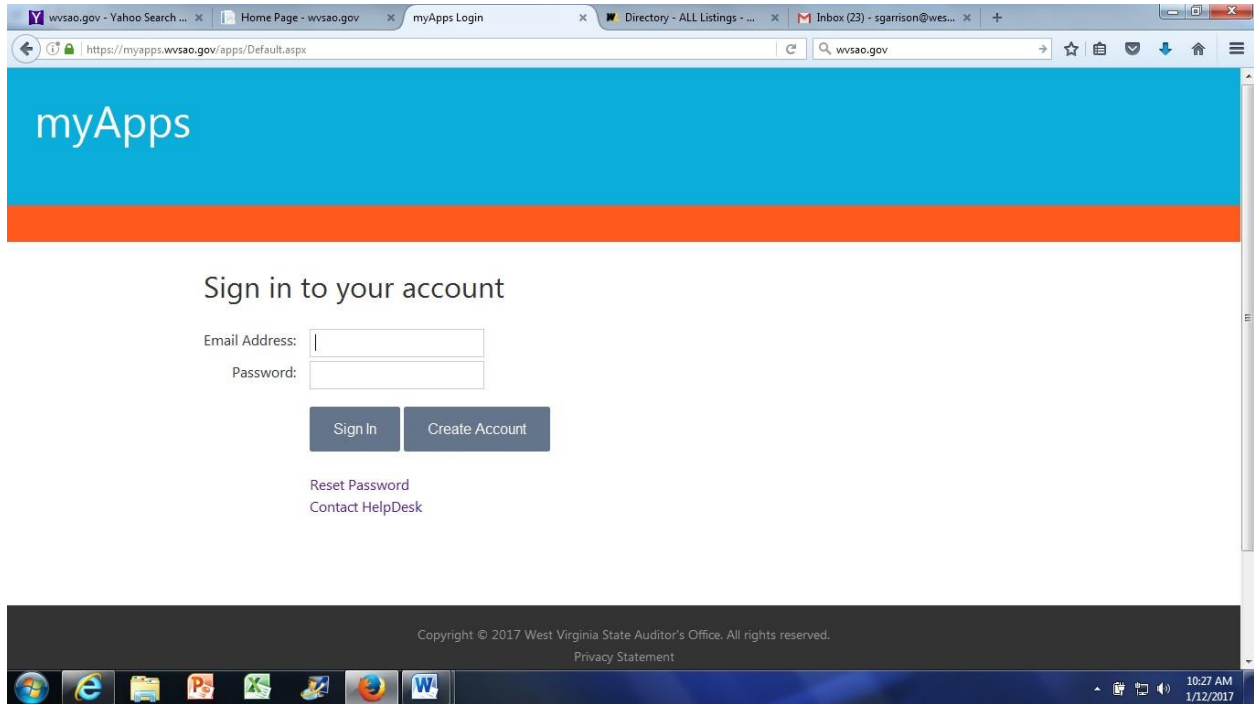 wvsao.gov - Yahoo Search ...
Home Page - wvsao.gov
myApps Login
Directory - ALL Listings - ...
Inbox (23) - sgarrison@wes...
https://myapps.wvsao.gov/apps/Default.aspx
wvsao.gov
myApps
Sign in to your account
Email Address:
Password:
Sign In Create Account
Reset Password
Contact HelpDesk
Copyright © 2017 West Virginia State Auditor's Office. All rights reserved.
Privacy Statement
10:27 AM
1/12/2017